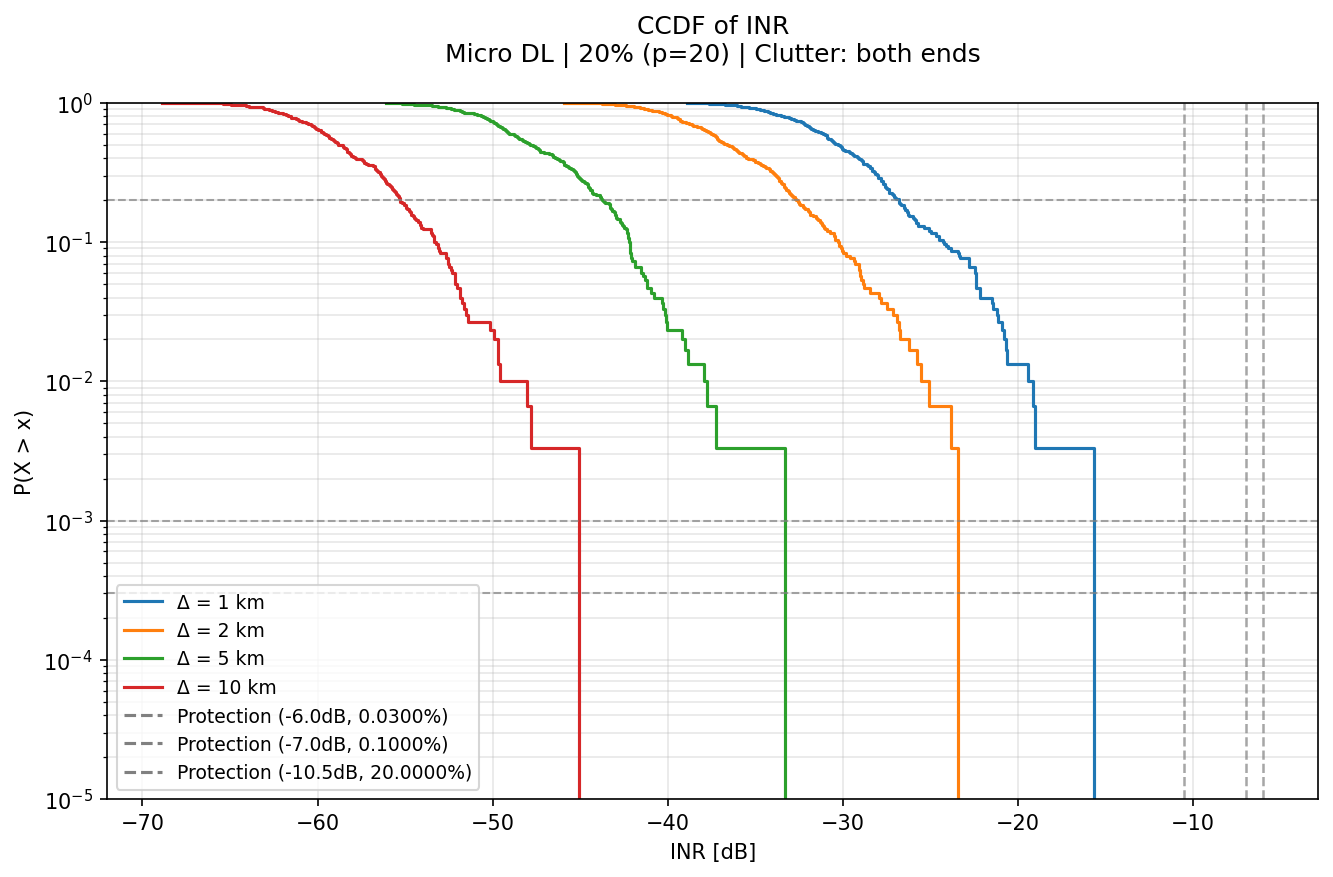 CCDF of INR
Micro DL | 20% (p=20) | Clutter: both ends
P(X > x)
10⁰
10⁻¹
10⁻²
10⁻³
10⁻⁴
10⁻⁵
Δ = 1 km
Δ = 2 km
Δ = 5 km
Δ = 10 km
Protection (-6.0dB, 0.0300%)
Protection (-7.0dB, 0.1000%)
Protection (-10.5dB, 20.0000%)
−70 −60 −50 −40 −30 −20 −10
INR [dB]